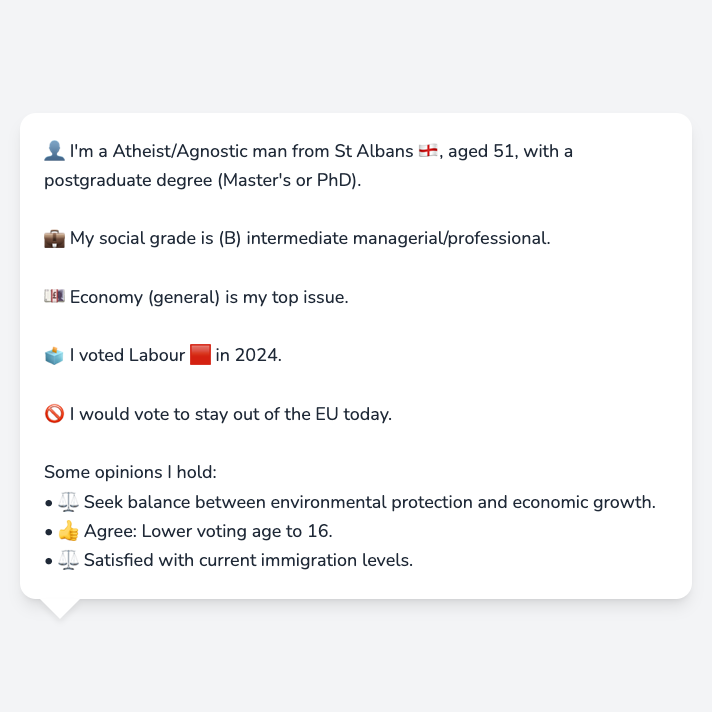 👤 I'm a Atheist/Agnostic man from St Albans 🏴󠁧󠁢󠁥󠁮󠁧󠁿, aged 51, with a
postgraduate degree (Master's or PhD).
💼 My social grade is (B) intermediate managerial/professional.
💷 Economy (general) is my top issue.
🗳️ I voted Labour 🟥 in 2024.
🚫 I would vote to stay out of the EU today.
Some opinions I hold:
• ⚖️ Seek balance between environmental protection and economic growth.
• 👍 Agree: Lower voting age to 16.
• ⚖️ Satisfied with current immigration levels.